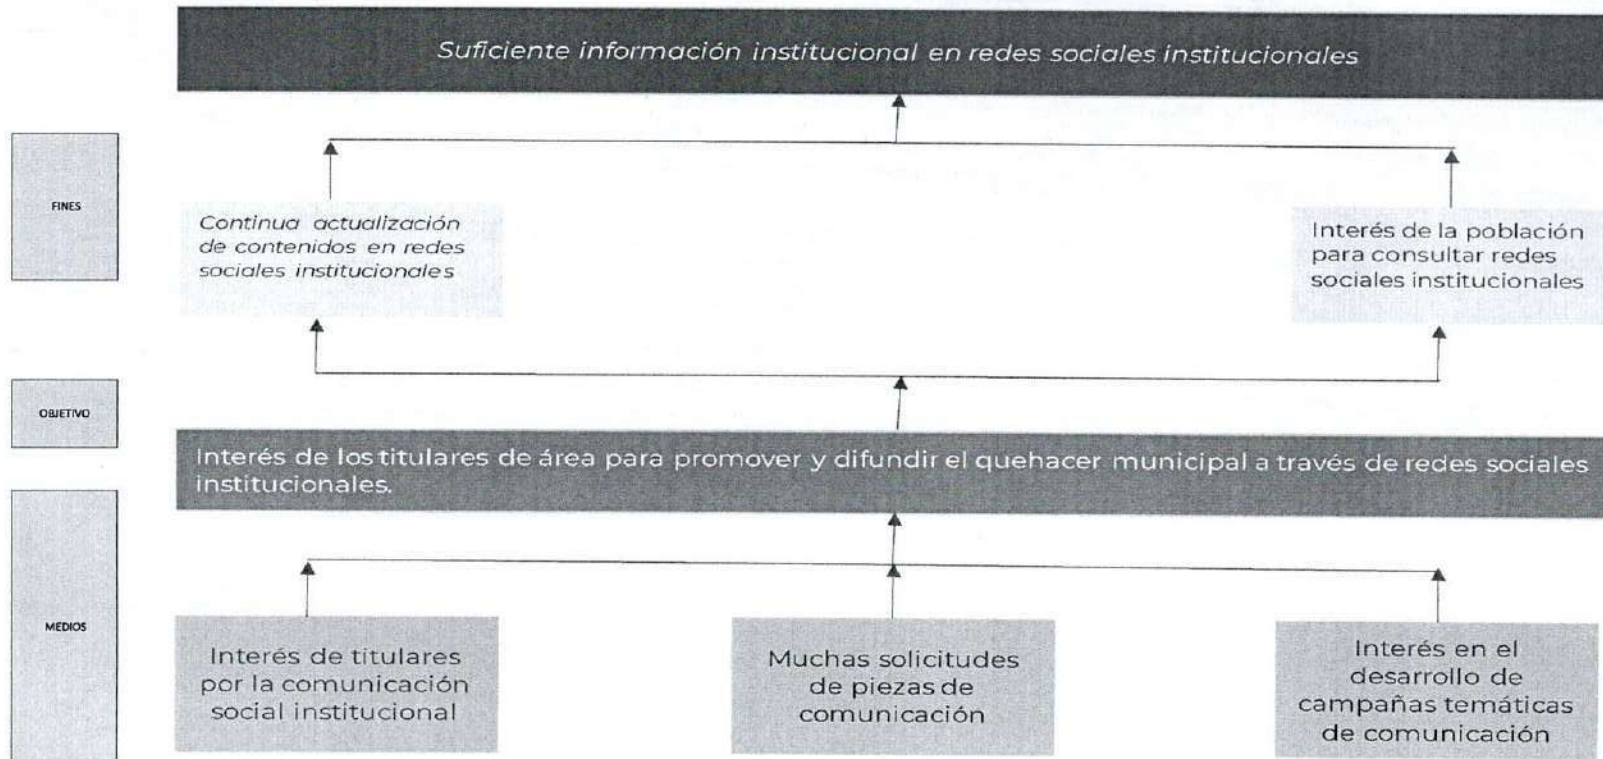 Suficiente información institucional en redes sociales institucionales
FINES
Continua actualización
de contenidos en redes
sociales institucionales
Interés de la población
para consultar redes
sociales institucionales
OBJETIVO
Interés de los titulares de área para promover y difundir el quehacer municipal a través de redes sociales
institucionales.
MEDIOS
Interés de titulares
por la comunicación
social institucional
Muchas solicitudes
de piezas de
comunicación
Interés en el
desarrollo de
campañas temáticas
de comunicación